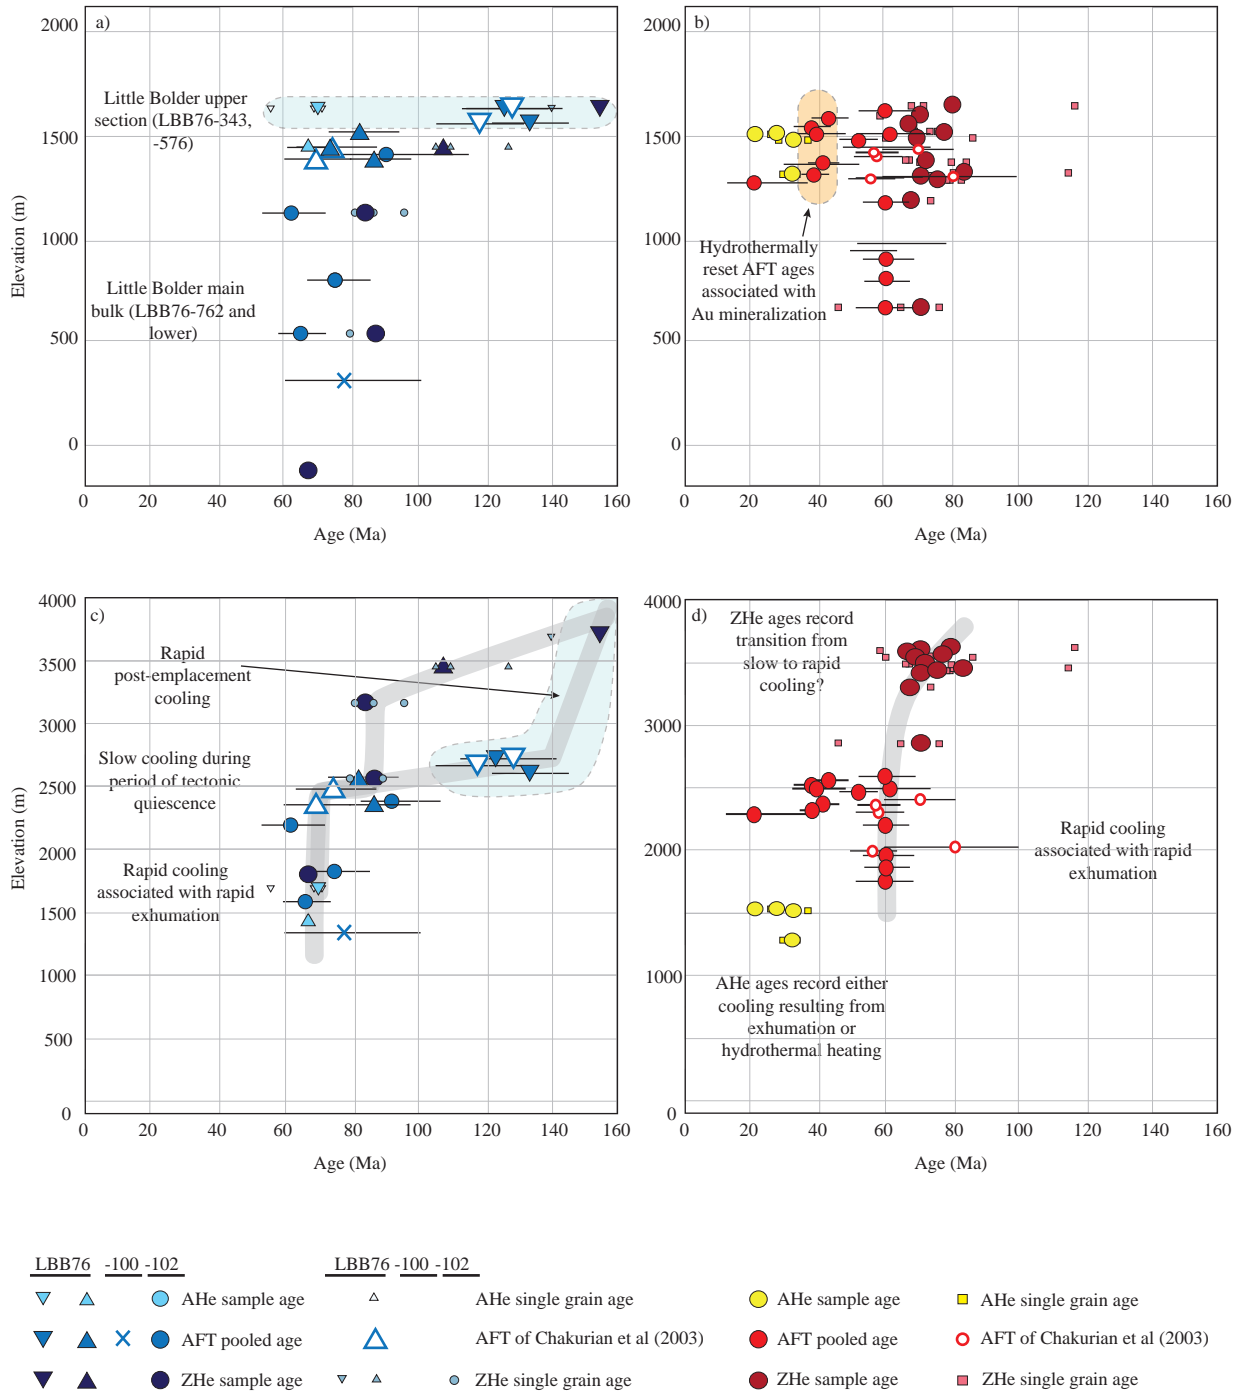 a)
2000
1500
1000
500
0
Elevation (m)
Little Bolder upper
section (LBB76-343,
-576)
Little Bolder main
bulk (LBB76-762 and
lower)
0 20 40 60 80 100 120 140 160
Age (Ma)
b)
2000
1500
1000
500
0
Hydrothermally
reset AFT ages
associated with
Au mineralization
0 20 40 60 80 100 120 140 160
Age (Ma)
c)
4000
3500
3000
2500
2000
1500
1000
500
0
Elevation (m)
Rapid
post-emplacement
cooling
Slow cooling during
period of tectonic
quiescence
Rapid cooling
associated with rapid
exhumation
0 20 40 60 80 100 120 140 160
Age (Ma)
d)
4000
3000
2000
1000
0
ZHe ages record
transition from
slow to rapid
cooling?
Rapid cooling
associated with rapid
exhumation
AHe ages record either
cooling resulting from
exhumation or
hydrothermal heating
0 20 40 60 80 100 120 140 160
Age (Ma)
LBB76 -100 -102 LBB76 -100 -102
AHe sample age AHe single grain age AHe sample age AHe single grain age
AFT pooled age AFT of Chakurian et al (2003) AFT pooled age AFT of Chakurian et al (2003)
ZHe sample age ZHe single grain age ZHe sample age ZHe single grain age